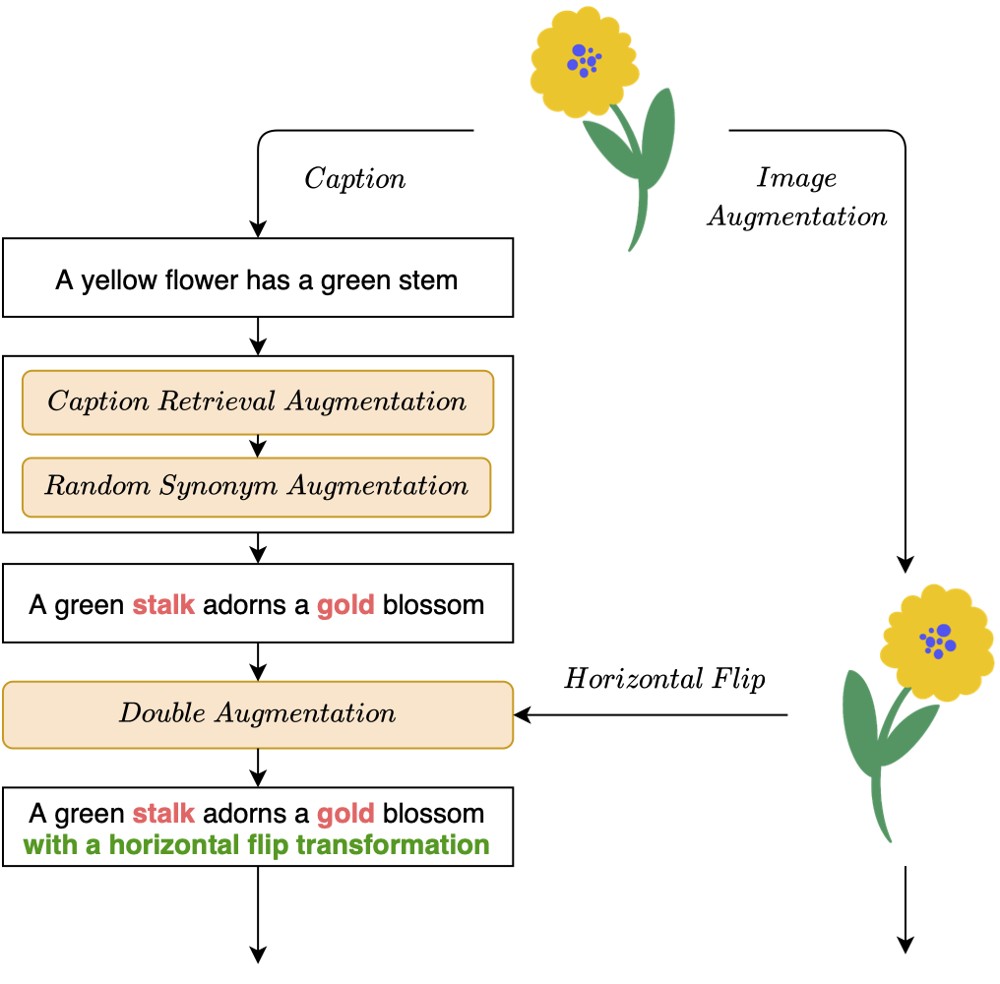 Caption
Image
Augmentation
A yellow flower has a green stem
Caption Retrieval Augmentation
Random Synonym Augmentation
A green stalk adorns a gold blossom
Horizontal Flip
Double Augmentation
A green stalk adorns a gold blossom
with a horizontal flip transformation